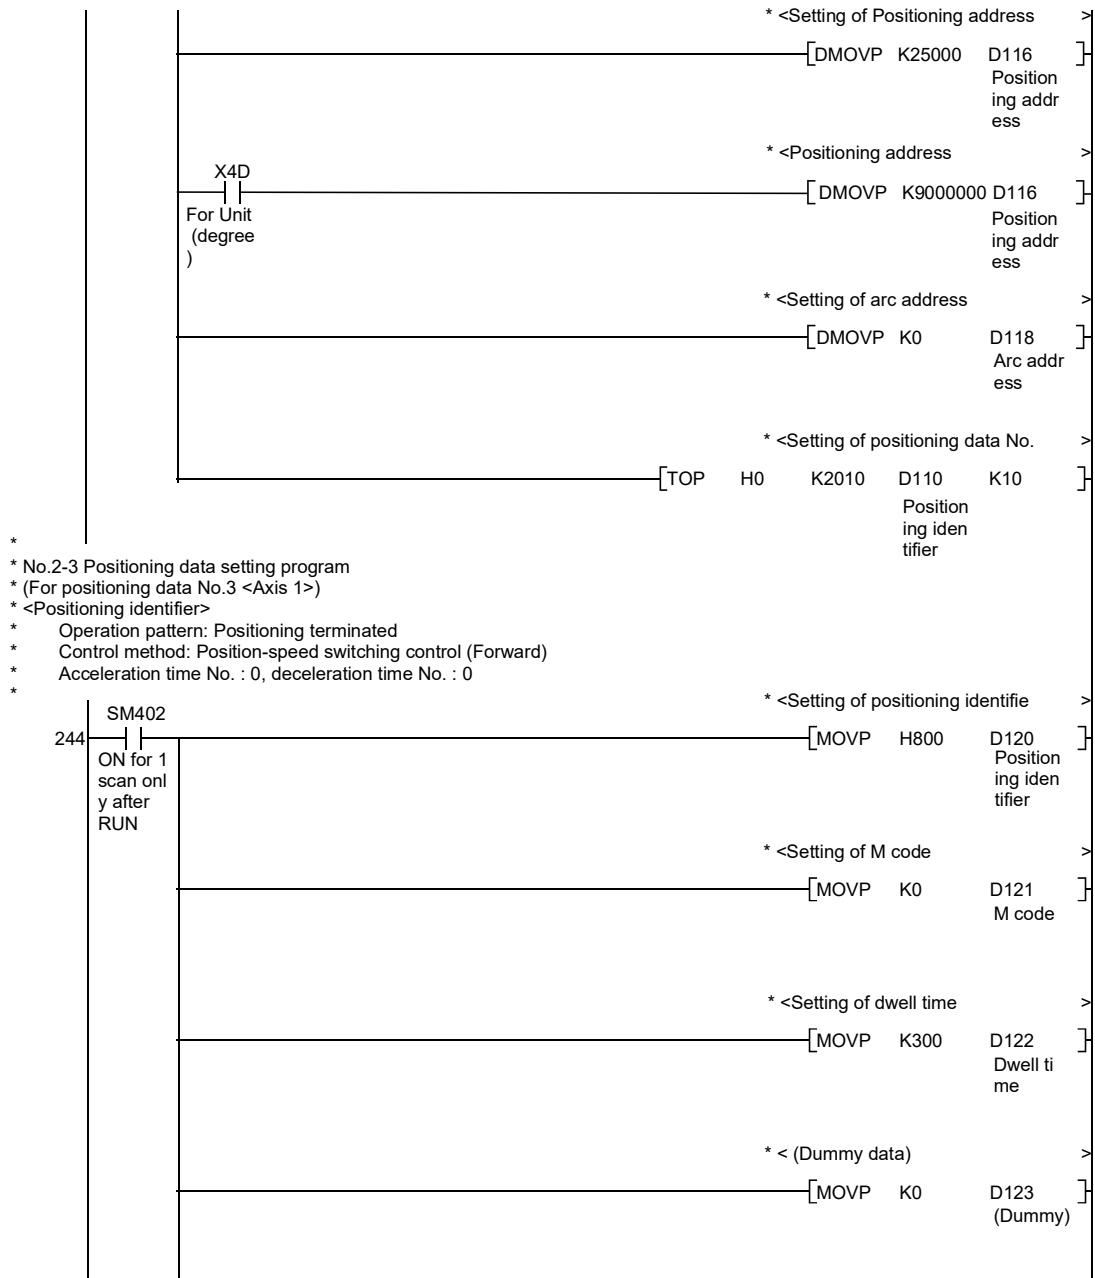 * <Setting of Positioning address >
DMOVP K25000 D116
Position
ing addr
ess
* <Positioning address >
X4D
DMOVP K9000000 D116
For Unit
(degree
)
Position
ing addr
ess
* <Setting of arc address >
DMOVP K0 D118
Arc addr
ess
* <Setting of positioning data No. >
TOP H0 K2010 D110 K10
Position
ing iden
tifier
*
* No.2-3 Positioning data setting program
* (For positioning data No.3 <Axis 1>)
* <Positioning identifier>
* Operation pattern: Positioning terminated
* Control method: Position-speed switching control (Forward)
* Acceleration time No. : 0, deceleration time No. : 0
*
* <Setting of positioning identifie >
SM402
244 MOVP H800 D120
ON for 1
scan onl
y after
RUN
Position
ing iden
tifier
* <Setting of M code >
MOVP K0 D121
M code
* <Setting of dwell time >
MOVP K300 D122
Dwell ti
me
* < (Dummy data) >
MOVP K0 D123
(Dummy)